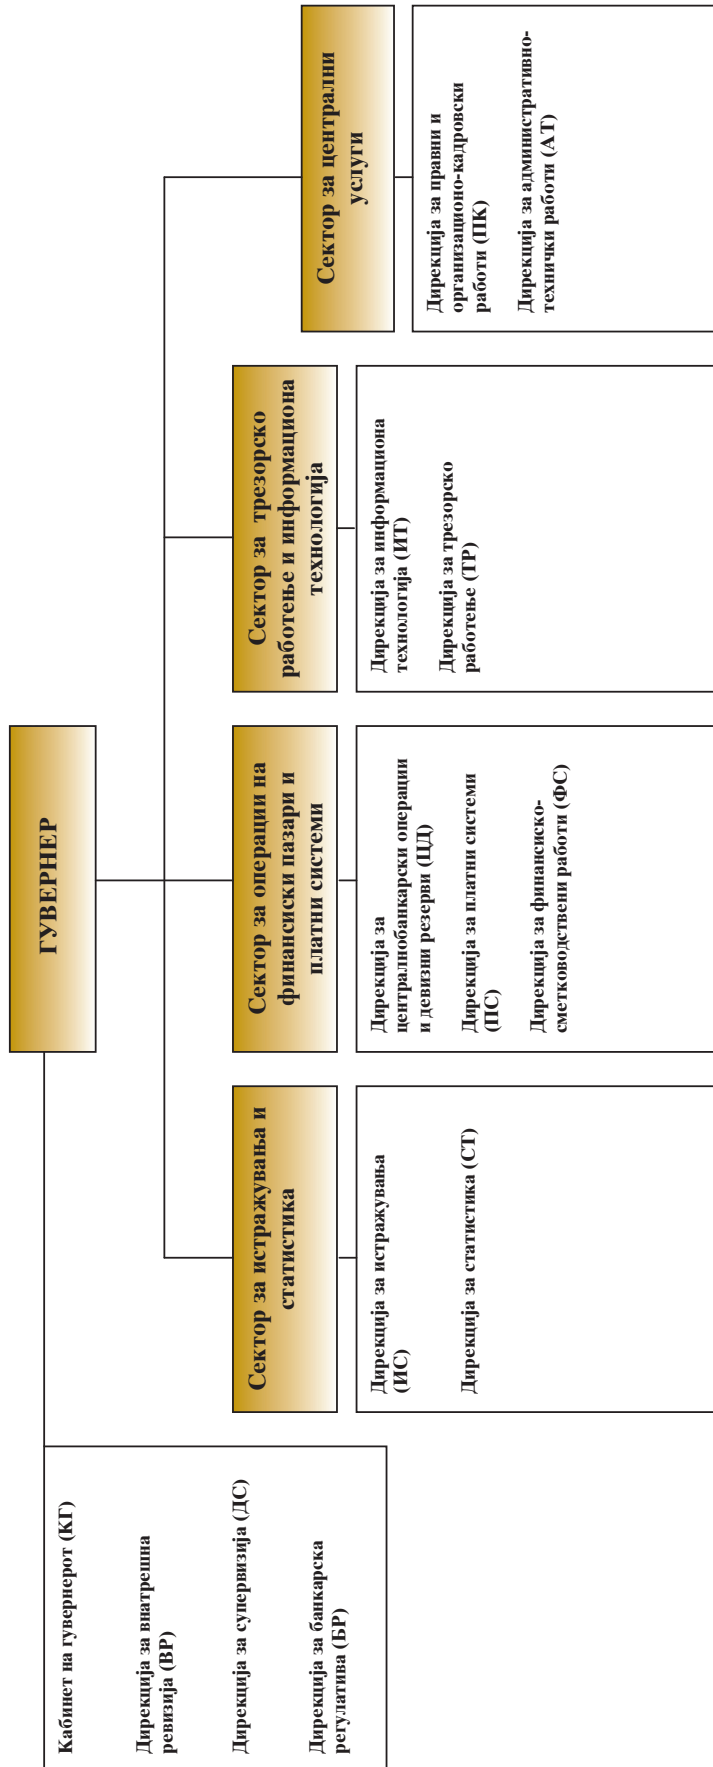 ГУВЕРНЕР
Кабинет на гувернерот (КГ)
Дирекција за внатрешна
ревизија (ВР)
Дирекција за супервизија (ДС)
Дирекција за банкарска
регулатива (БР)
Сектор за истражувања и
статистика
Дирекција за истражувања
(ИС)
Дирекција за статистика (СТ)
Сектор за операции на
финансиски пазари и
платни системи
Дирекција за
централнобанкарски операции
и девизни резерви (ЦД)
Дирекција за платни системи
(ПС)
Дирекција за финансиско-
сметководствени работи (ФС)
Сектор за трезорско
работење и информациона
технологија
Дирекција за информациона
технологија (ИТ)
Дирекција за трезорско
работење (ТР)
Сектор за централни
услуги
Дирекција за правни и
организационо-кадровски
работи (ПК)
Дирекција за административно-
технички работи (АТ)